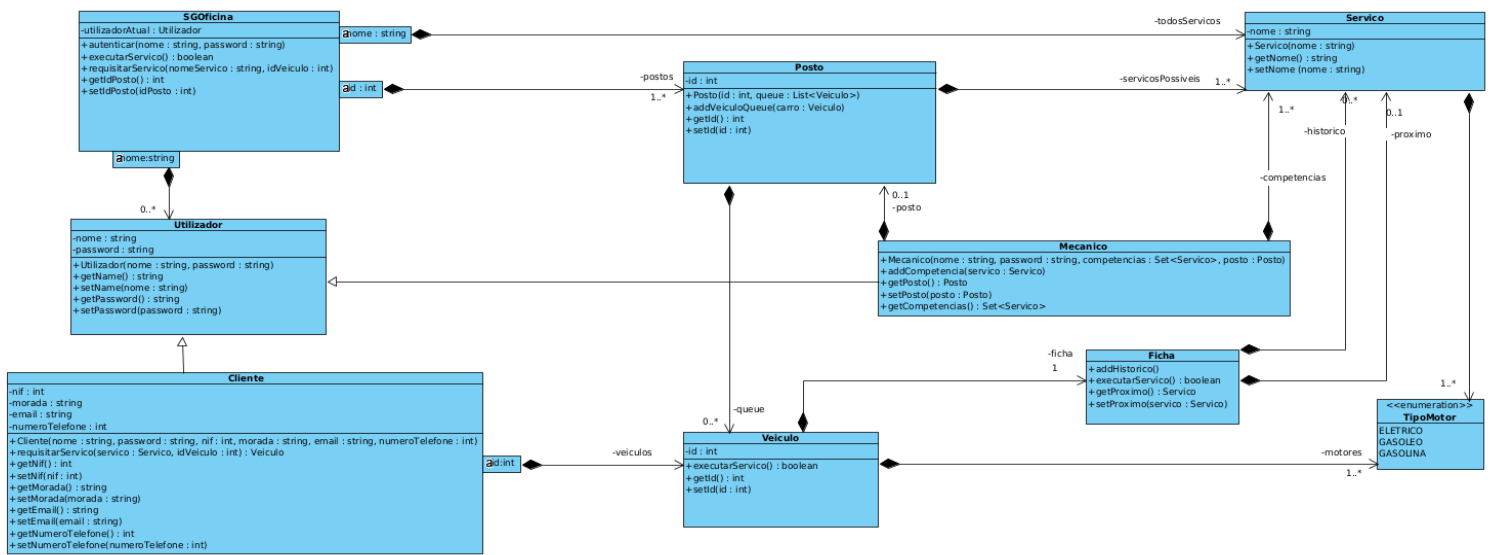 SGOficina
-utilizadorAtual : Utilizador
+autenticar(nome : string, password : string)
+executarServico() : boolean
+requisitarServico(nomeServico : string, idVeiculo : int)
+getIdPosto() : int
+setIdPosto(idPosto : int)
anome : string
aid : int
anome:string
-todosServicos
-postos
1..*
0..*
Servico
-nome : string
+Servico(nome : string)
+getNome() : string
+setNome (nome : string)
Posto
-id : int
+Posto(id : int, queue : List<Veiculo>)
+addVeiculoQueue(carro : Veiculo)
+getId() : int
+setId(id : int)
-servicosPossiveis
1..*
1..*
0..*
0..1
-historico
-proximo
-competencias
0..1
-posto
Utilizador
-nome : string
-password : string
+Utilizador(nome : string, password : string)
+getName() : string
+setName(nome : string)
+getPassword() : string
+setPassword(password : string)
Mecanico
+Mecanico(nome : string, password : string, competencias : Set<Servico>, posto : Posto)
+addCompetencia(servico : Servico)
+getPosto() : Posto
+setPosto(posto : Posto)
+getCompetencias() : Set<Servico>
Cliente
-nif : int
-morada : string
-email : string
-numeroTelefone : int
+Cliente(nome : string, password : string, nif : int, morada : string, email : string, numeroTelefone : int)
+requisitarServico(servico : Servico, idVeiculo : int) : Veiculo
+getNif() : int
+setNif(nif : int)
+getMorada() : string
+setMorada(morada : string)
+getEmail() : string
+setEmail(email : string)
+getNumeroTelefone() : int
+setNumeroTelefone(numeroTelefone : int)
aid:int
-veiculos
-queue
0..*
Veiculo
-id : int
+executarServico() : boolean
+getId() : int
+setId(id : int)
-ficha
1
Ficha
+addHistorico()
+executarServico() : boolean
+getProximo() : Servico
+setProximo(servico : Servico)
-motores
1..*
1..*
<<enumeration>>
TipoMotor
ELETRICO
GASOLEO
GASOLINA